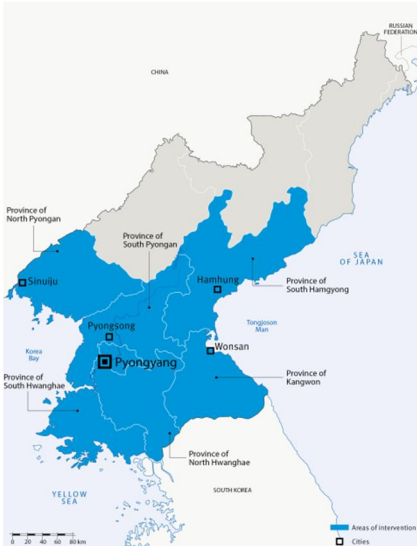 RUSSIAN
FEDERATION
CHINA
Province of
North Pyongan
Province of
South Pyongan
SEA
OF JAPAN
Sinuiju
Hamhung
Province of
South Hamgyong
Tongjoson
Man
Pyongsong
Korea
Bay
Wonsan
Pyongyang
Province of
South Hwanghae
Province of
Kangwon
Province of
North Hwanghae
YELLOW
SEA
SOUTH KOREA
Areas of intervention
Cities
0 20 40 60 80 km